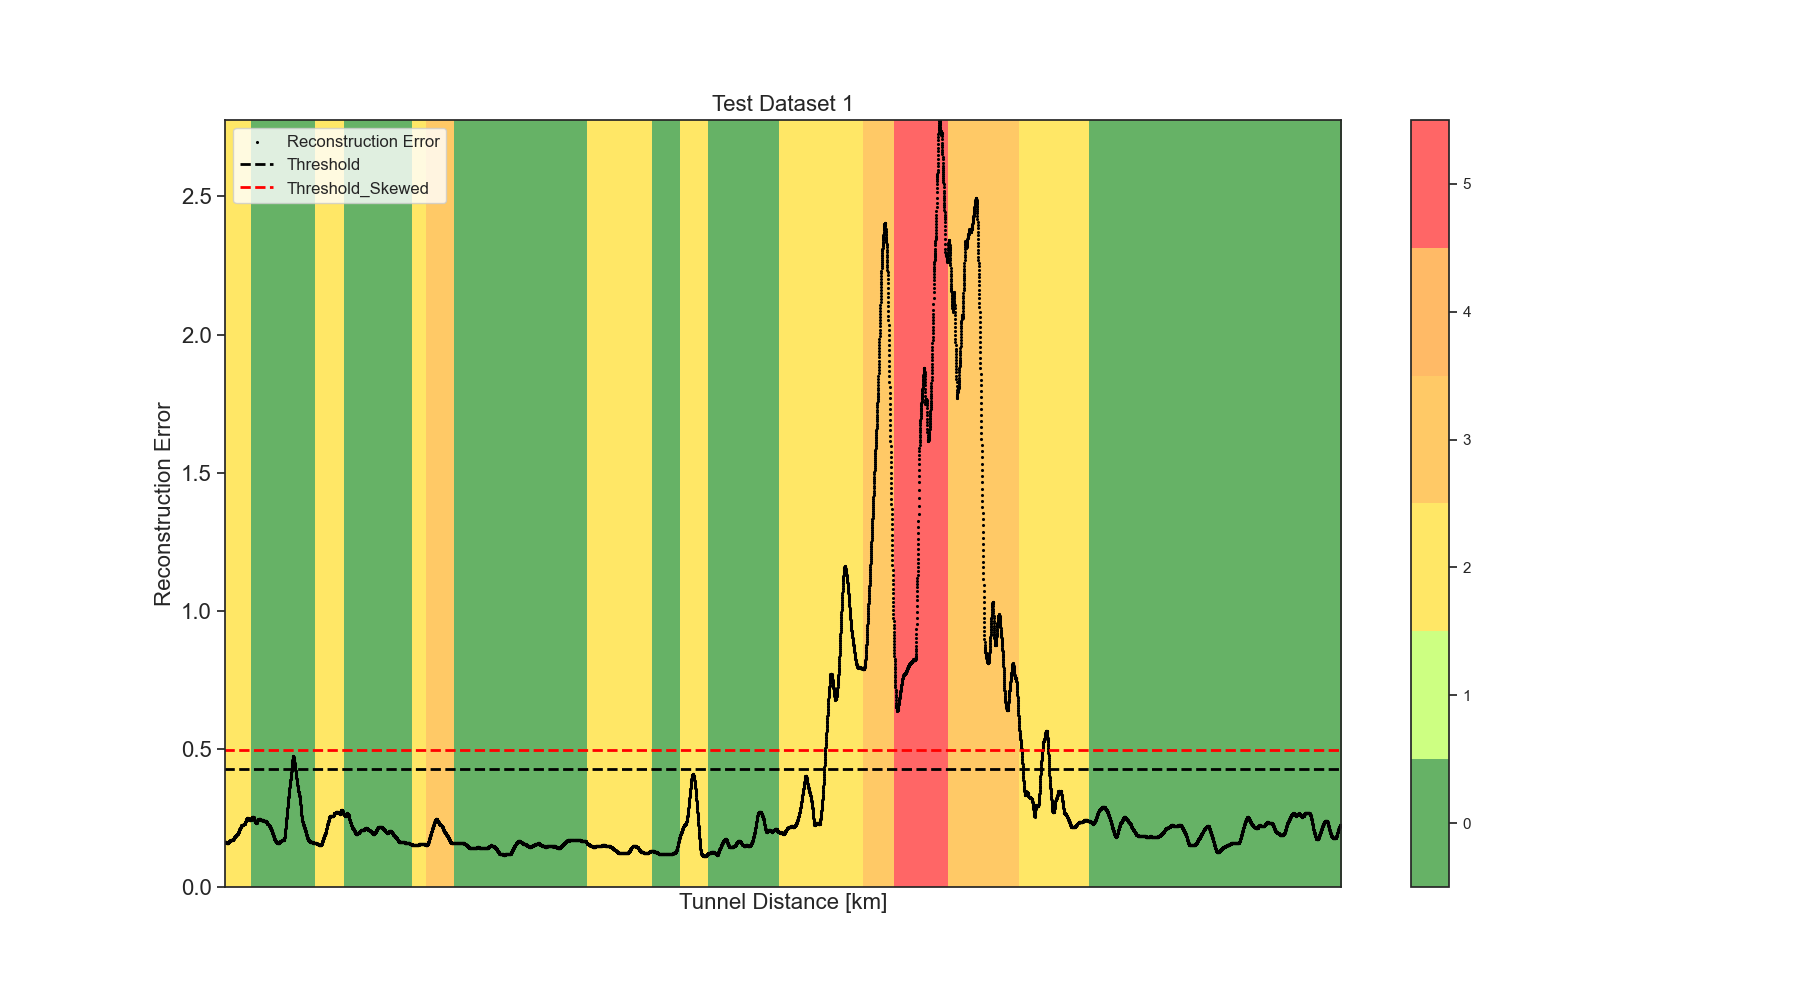 Test Dataset 1
Reconstruction Error
Threshold
Threshold_Skewed
Reconstruction Error
2.5
2.0
1.5
1.0
0.5
0.0
Tunnel Distance [km]
5
4
3
2
1
0